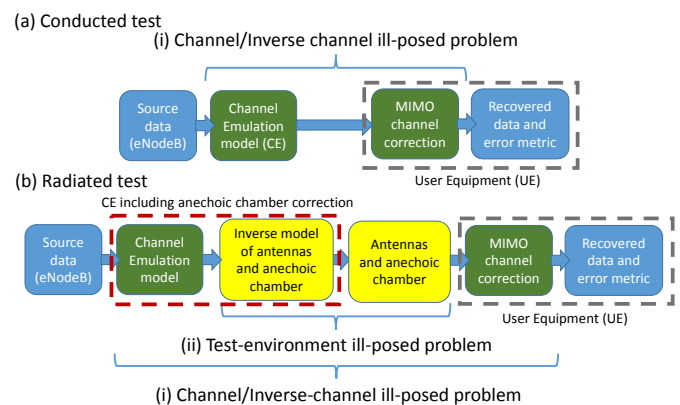 (a) Conducted test
(i) Channel/Inverse channel ill-posed problem
Source
data
(eNodeB)
Channel
Emulation
model (CE)
MIMO
channel
correction
Recovered
data and
error metric
User Equipment (UE)
(b) Radiated test
CE including anechoic chamber correction
Source
data
(eNodeB)
Channel
Emulation
model
Inverse model
of antennas
and anechoic
chamber
Antennas
and anechoic
chamber
MIMO
channel
correction
Recovered
data and
error metric
User Equipment (UE)
(ii) Test-environment ill-posed problem
(i) Channel/Inverse-channel ill-posed problem